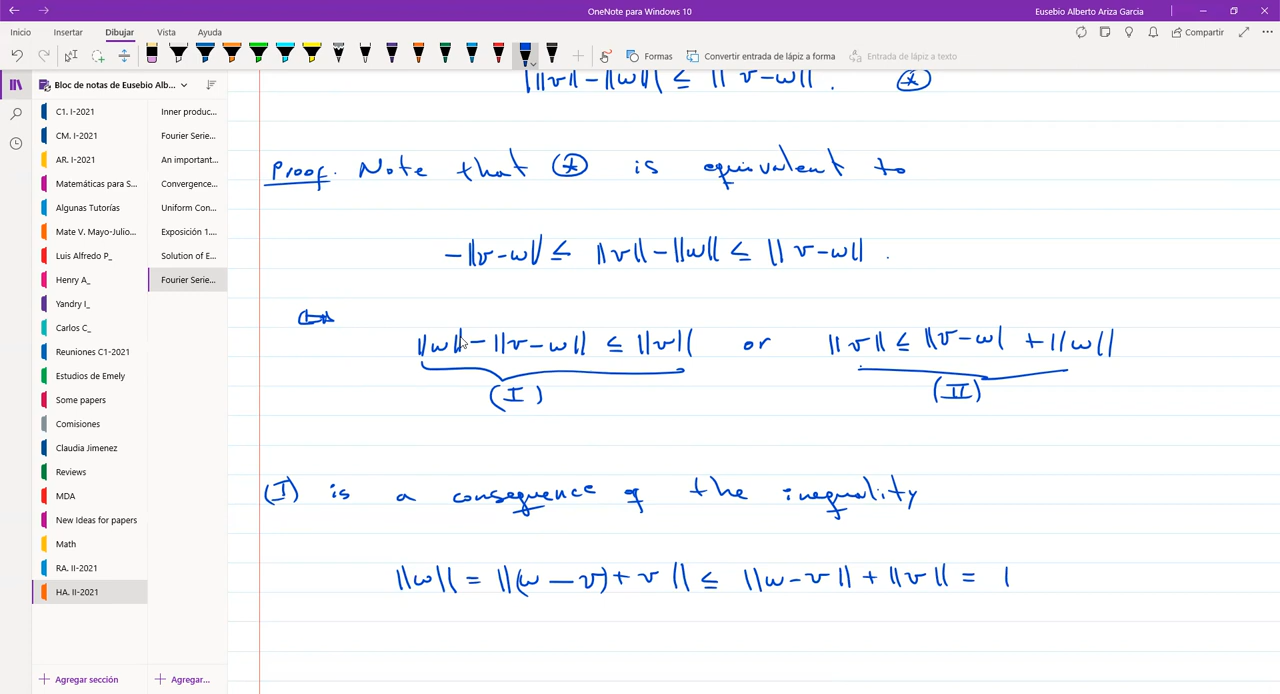 OneNote para Windows 10
Eusebio Alberto Ariza Garcia
Inicio Insertar Dibujar Vista Ayuda
Compartir
Formas Convertir entrada de lápiz a forma Entrada de lápiz a texto
Bloc de notas de Eusebio Alb...
C1. I-2021
CM. I-2021
AR. I-2021
Matemáticas para S...
Algunas Tutorías
Mate V. Mayo-Julio...
Luis Alfredo P_
Henry A_
Yandry I_
Carlos C_
Reuniones C1-2021
Estudios de Emely
Some papers
Comisiones
Claudia Jimenez
Reviews
MDA
New Ideas for papers
Math
RA. II-2021
HA. II-2021
Agregar sección
Inner produc...
Fourier Serie...
An important...
Convergence...
Uniform Con...
Exposición 1....
Solution of E...
Fourier Serie...
Agregar...
|||v||-||w||| ≤ ||v-w||. (*)
Proof. Note that (*) is equivalent to
-||v-w|| ≤ ||v||-||w|| ≤ ||v-w||.
⟺
||w||-||v-w|| ≤ ||v|| or ||v|| ≤ ||v-w| + ||w||
(I) (II)
(I) is a consequence of the inequality
||w|| = ||(w-v)+v|| ≤ ||w-v|| + ||v|| = |